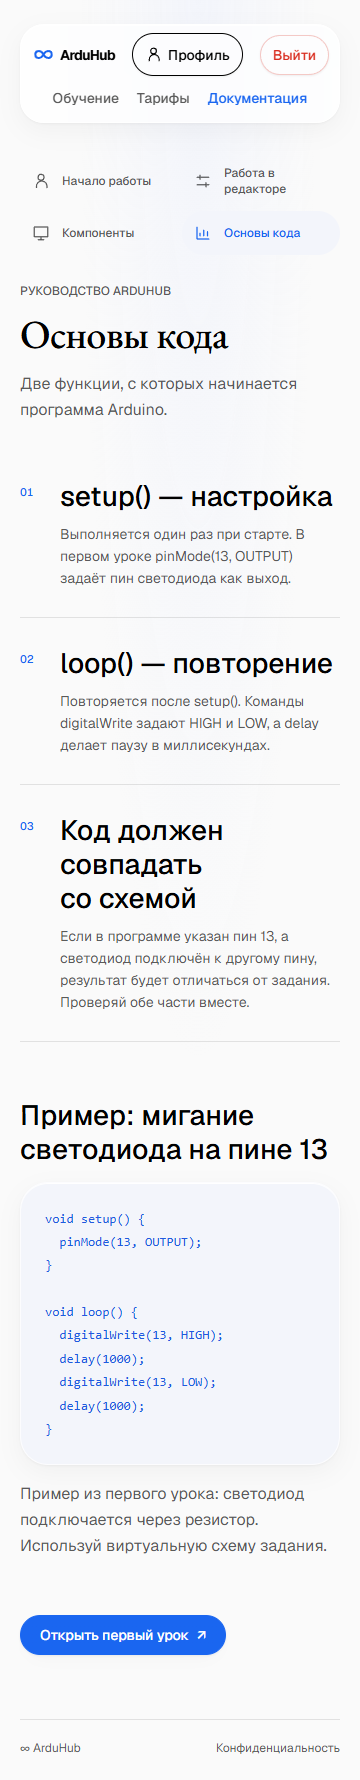 ∞ ArduHub Профиль Выйти
Обучение Тарифы Документация
Начало работы
Работа в
редакторе
Компоненты
Основы кода
РУКОВОДСТВО ARDUHUB
Основы кода
Две функции, с которых начинается
программа Arduino.
01 setup() — настройка
Выполняется один раз при старте. В
первом уроке pinMode(13, OUTPUT)
задаёт пин светодиода как выход.
02 loop() — повторение
Повторяется после setup(). Команды
digitalWrite задают HIGH и LOW, а delay
делает паузу в миллисекундах.
03 Код должен
совпадать
со схемой
Если в программе указан пин 13, а
светодиод подключён к другому пину,
результат будет отличаться от задания.
Проверяй обе части вместе.
Пример: мигание
светодиода на пине 13
void setup() {
  pinMode(13, OUTPUT);
}
void loop() {
  digitalWrite(13, HIGH);
  delay(1000);
  digitalWrite(13, LOW);
  delay(1000);
}
Пример из первого урока: светодиод
подключается через резистор.
Используй виртуальную схему задания.
Открыть первый урок ↗
∞ ArduHub Конфиденциальность